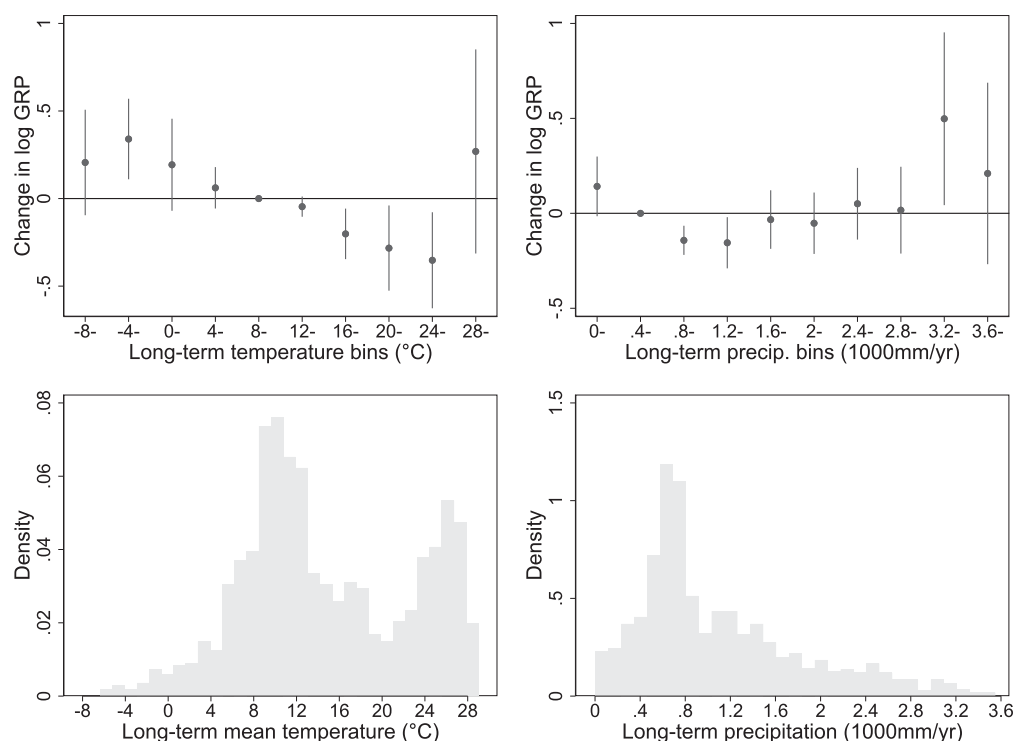 Change in log GRP
1
.5
0
-.5
-8- -4- 0- 4- 8- 12- 16- 20- 24- 28-
Long-term temperature bins (°C)
Change in log GRP
1
.5
0
-.5
0- .4- .8- 1.2- 1.6- 2- 2.4- 2.8- 3.2- 3.6-
Long-term precip. bins (1000mm/yr)
Density
.08
.06
.04
.02
0
-8 -4 0 4 8 12 16 20 24 28
Long-term mean temperature (°C)
Density
1.5
1
.5
0
0 .4 .8 1.2 1.6 2 2.4 2.8 3.2 3.6
Long-term precipitation (1000mm/yr)